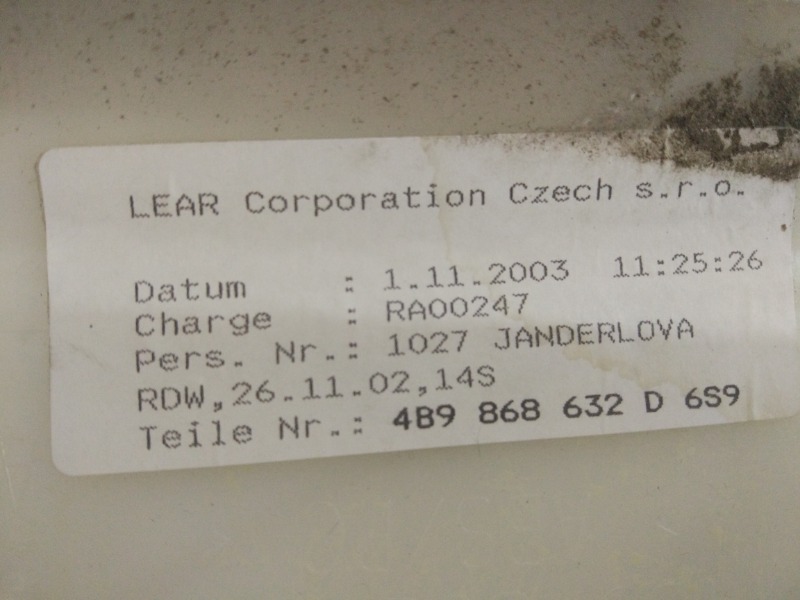 LEAR Corporation Czech s.r.o.
Datum : 1.11.2003 11:25:26
Charge : RA00247
Pers. Nr.: 1027 JANDERLOVA
RDW,26.11.02,14S
Teile Nr.: 4B9 868 632 D 6S9